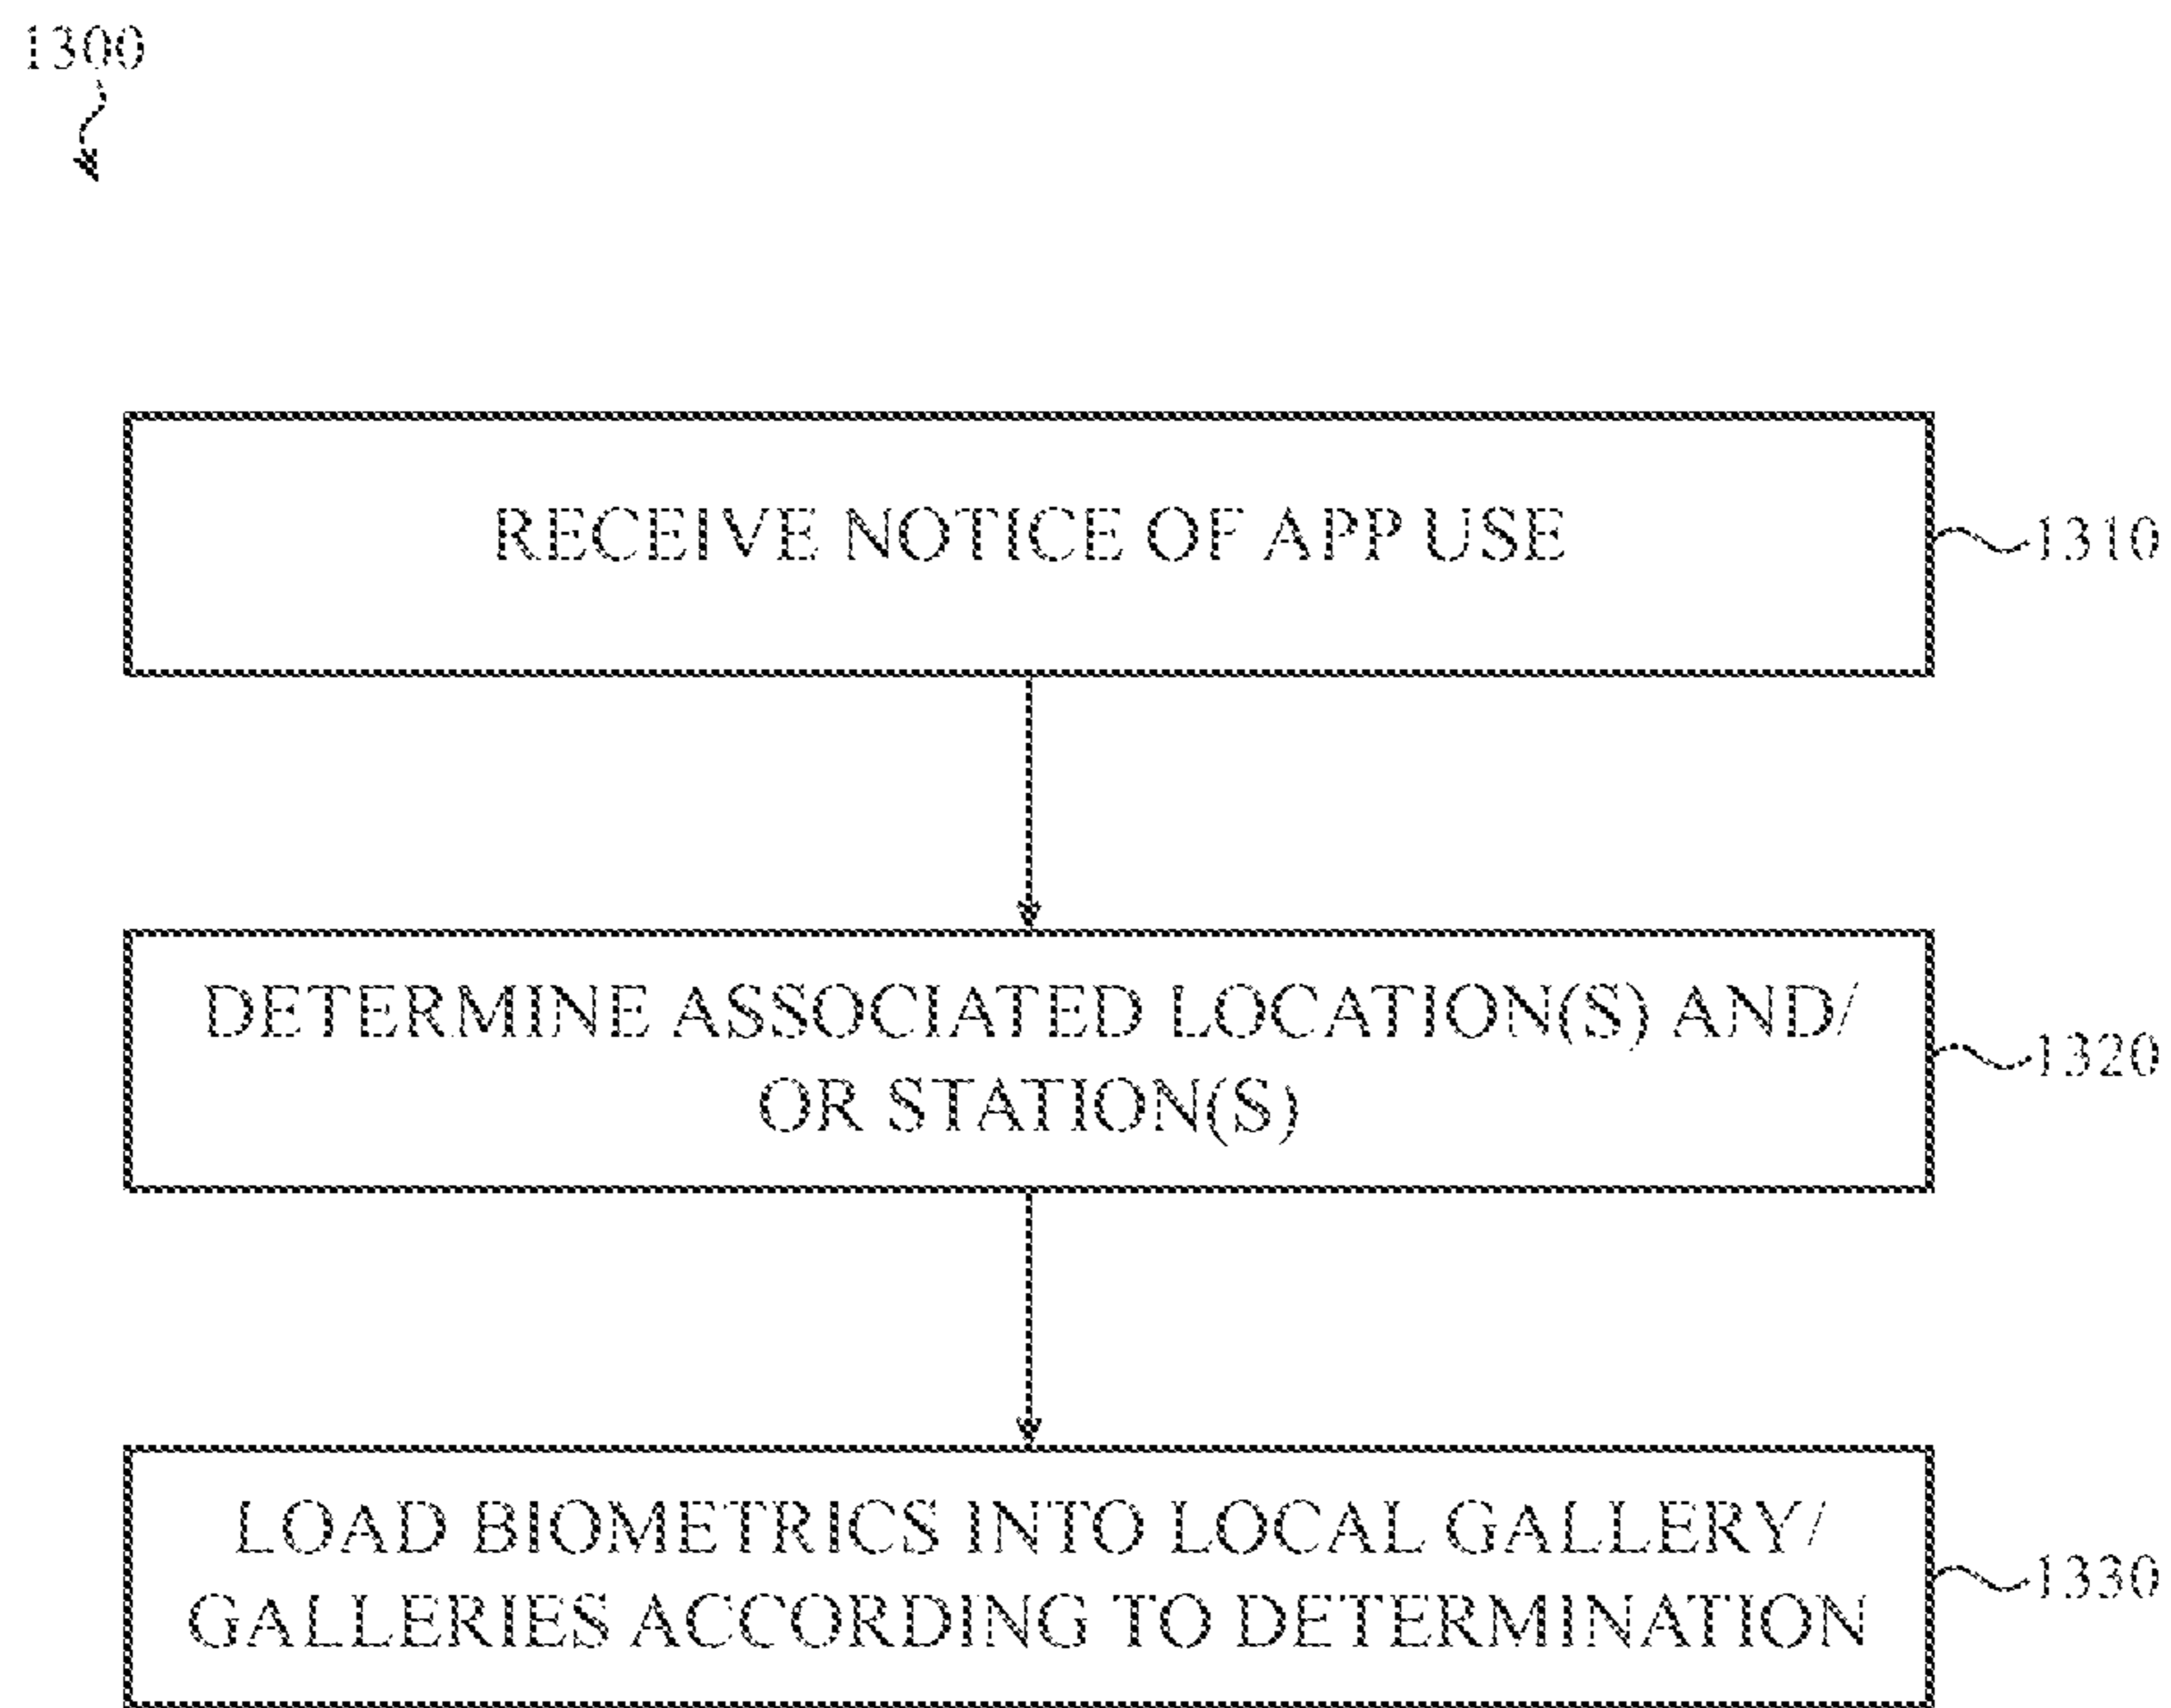 1300
RECEIVE NOTICE OF APP USE
1310
DETERMINE ASSOCIATED LOCATION(S) AND/
OR STATION(S)
1320
LOAD BIOMETRICS INTO LOCAL GALLERY/
GALLERIES ACCORDING TO DETERMINATION
1330